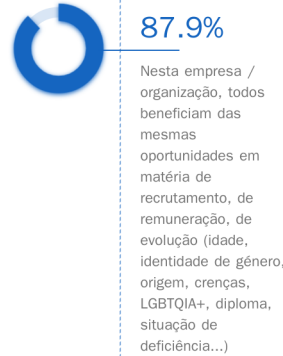 87.9%
Nesta empresa /
organização, todos
beneficiam das
mesmas
oportunidades em
matéria de
recrutamento, de
remuneração, de
evolução (idade,
identidade de género,
origem, crenças,
LGBTQIA+, diploma,
situação de
deficiência...)